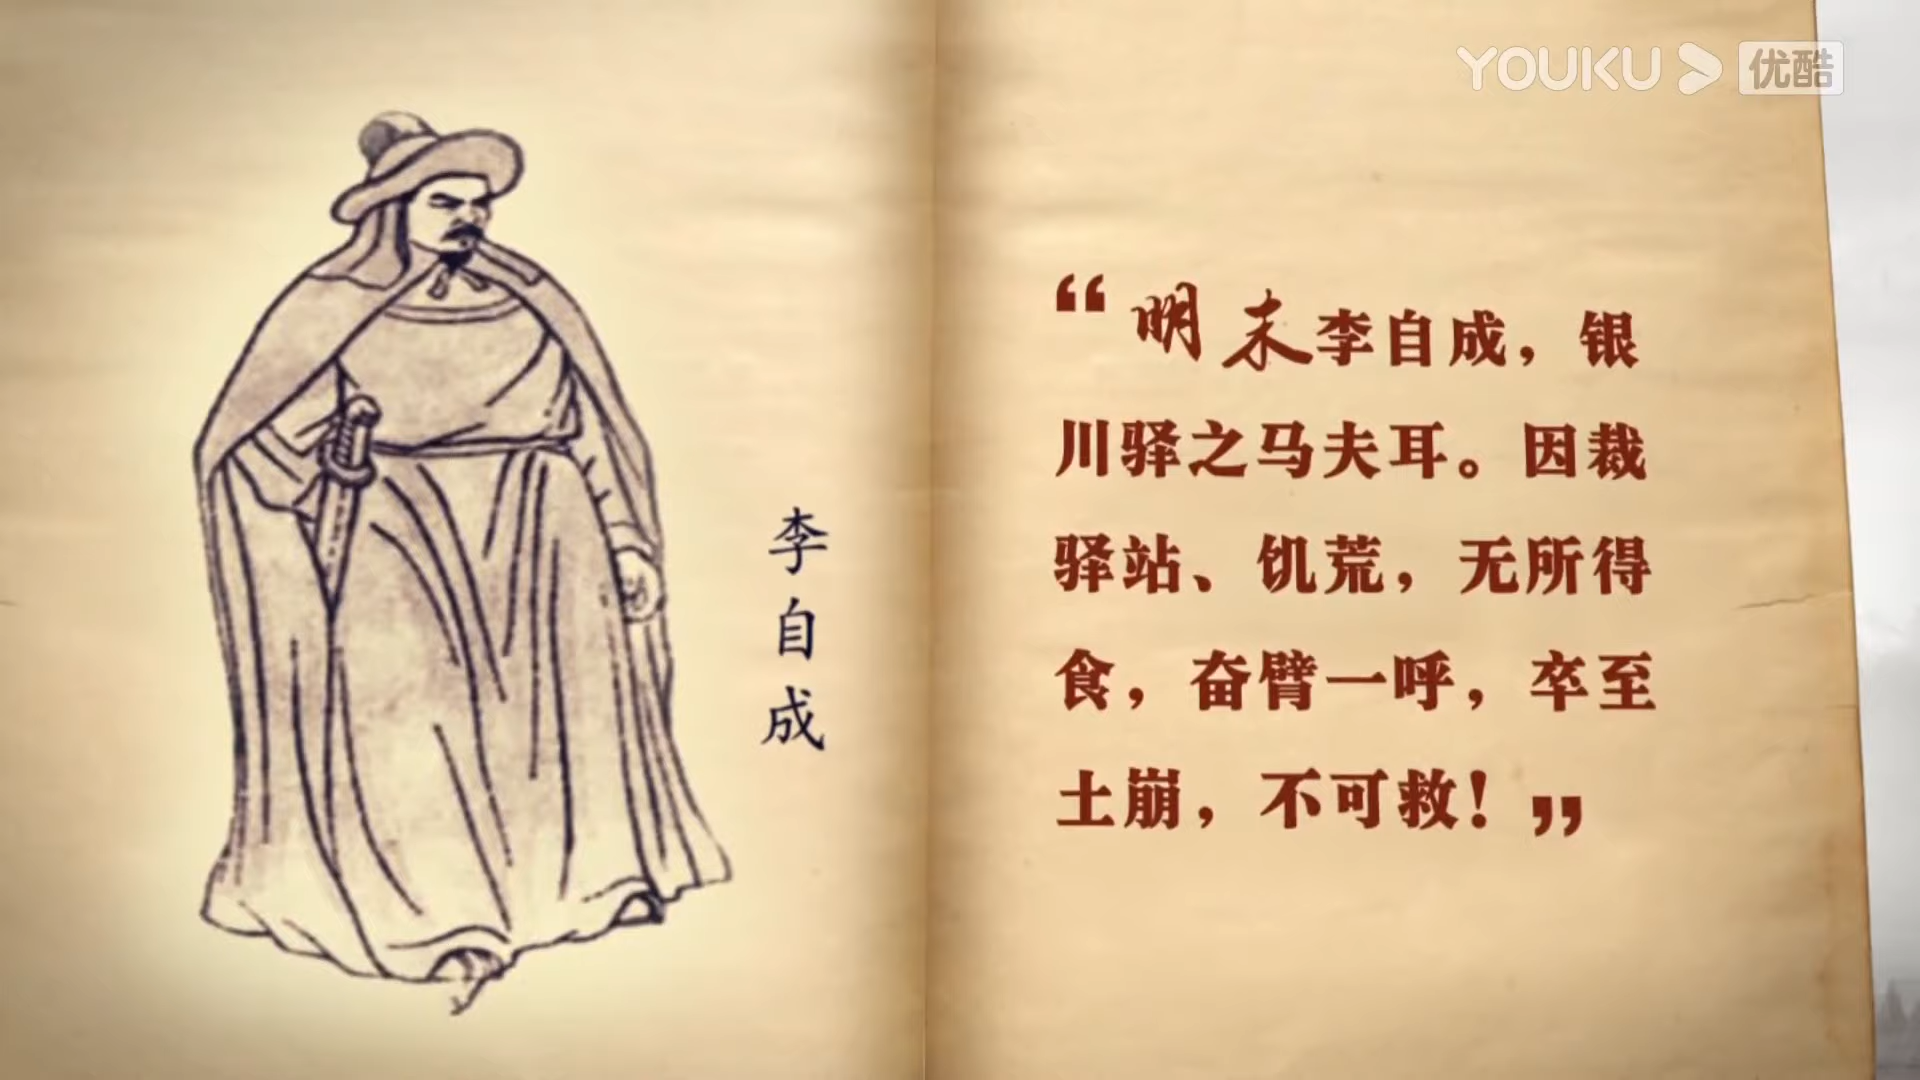 YOUKU 优酷
李自成
“明末李自成，银
川驿之马夫耳。因裁
驿站、饥荒，无所得
食，奋臂一呼，卒至
土崩，不可救！”